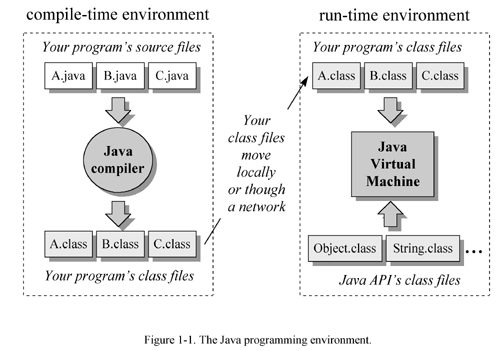 compile-time environment
Your program's source files
A.java B.java C.java
Java
compiler
A.class B.class C.class
Your program's class files
Your
class files
move
locally
or though
a network
run-time environment
Your program's class files
A.class B.class C.class
Java
Virtual
Machine
Object.class String.class ...
Java API's class files
Figure 1-1. The Java programming environment.